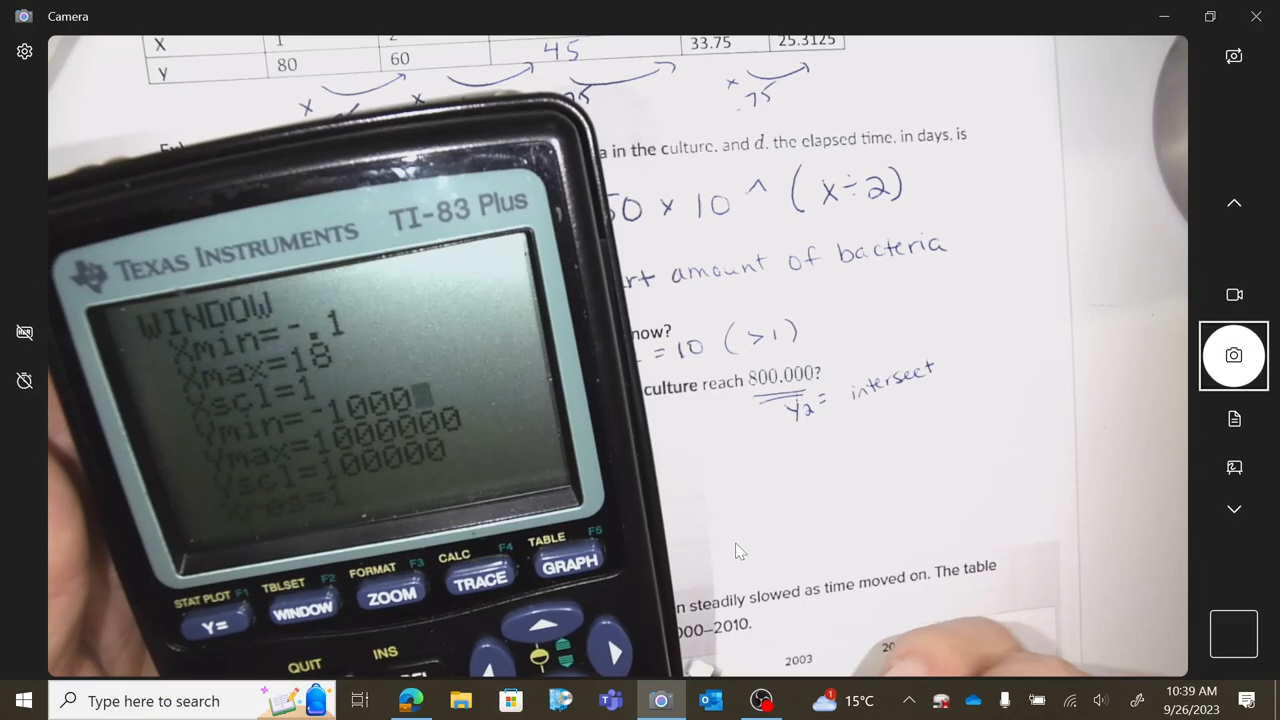 Camera
X 1 2 33.75 25.3125
y 80 60 45
x x x
.75
a in the culture, and d, the elapsed time, in days, is
50 x 10 ^ (x÷2)
rt amount of bacteria
now?
= 10 (>1)
culture reach 800.000?
y2= intersect
TEXAS INSTRUMENTS TI-83 Plus
WINDOW
Xmin=-.1
Xmax=18
Xscl=1
Ymin=-1000
Ymax=1000000
Yscl=100000
Xres=1
STAT PLOT F1 TBLSET F2 FORMAT F3 CALC F4 TABLE F5
Y= WINDOW ZOOM TRACE GRAPH
QUIT INS
n steadily slowed as time moved on. The table
000–2010.
2003
Type here to search
1
15°C
10:39 AM
9/26/2023